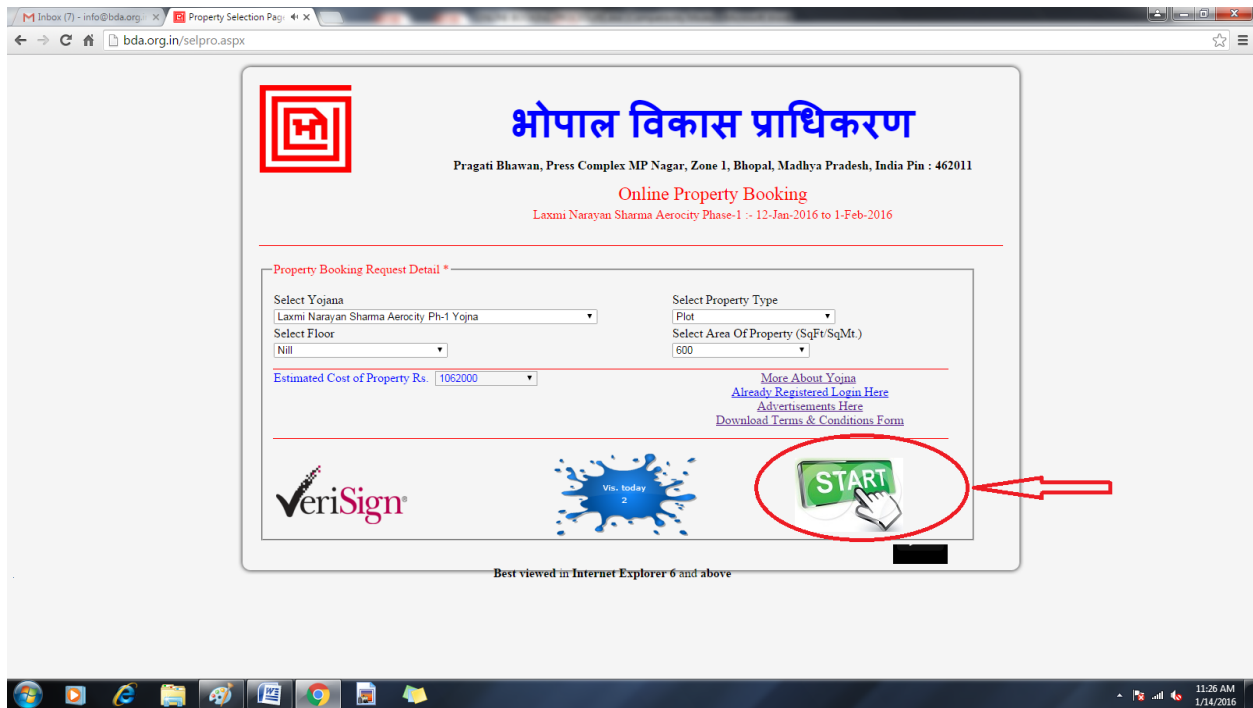 Inbox (7) - info@bda.org.i
Property Selection Page
bda.org.in/selpro.aspx
भो
भोपाल विकास प्राधिकरण
Pragati Bhawan, Press Complex MP Nagar, Zone 1, Bhopal, Madhya Pradesh, India Pin : 462011
Online Property Booking
Laxmi Narayan Sharma Aerocity Phase-1 :- 12-Jan-2016 to 1-Feb-2016
Property Booking Request Detail *
Select Yojana Select Property Type
Laxmi Narayan Sharma Aerocity Ph-1 Yojna Plot
Select Floor Select Area Of Property (SqFt/SqMt.)
Nill 600
Estimated Cost of Property Rs. 1062000 More About Yojna
Already Registered Login Here
Advertisements Here
Download Terms & Conditions Form
VeriSign
Vis. today
2
START
Best viewed in Internet Explorer 6 and above
11:26 AM
1/14/2016